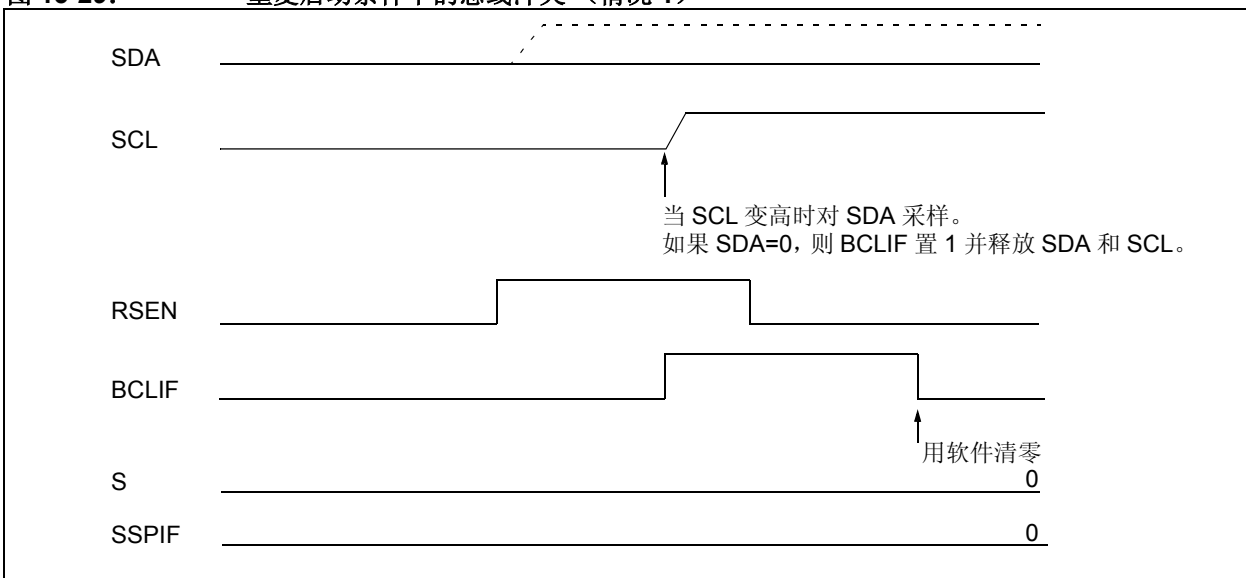 SDA
SCL
当 SCL 变高时对 SDA 采样。
如果 SDA=0，则 BCLIF 置 1 并释放 SDA 和 SCL。
RSEN
BCLIF
用软件清零
S 0
SSPIF 0